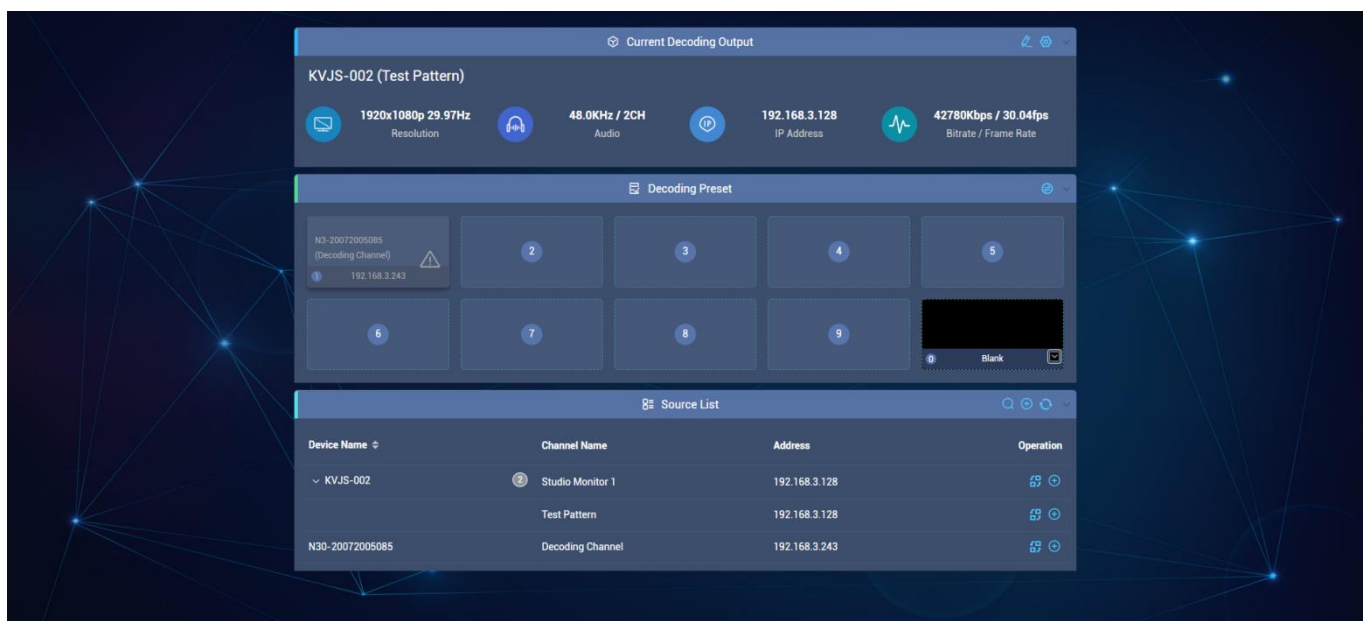 Current Decoding Output
KVJS-002 (Test Pattern)
1920x1080p 29.97Hz
Resolution
48.0KHz / 2CH
Audio
IP
192.168.3.128
IP Address
42780Kbps / 30.04fps
Bitrate / Frame Rate
Decoding Preset
N3-20072005085
(Decoding Channel)
1 192.168.3.243
2
3
4
5
6
7
8
9
0 Blank
Source List
Device Name Channel Name Address Operation
KVJS-002 2 Studio Monitor 1 192.168.3.128
Test Pattern 192.168.3.128
N30-20072005085 Decoding Channel 192.168.3.243